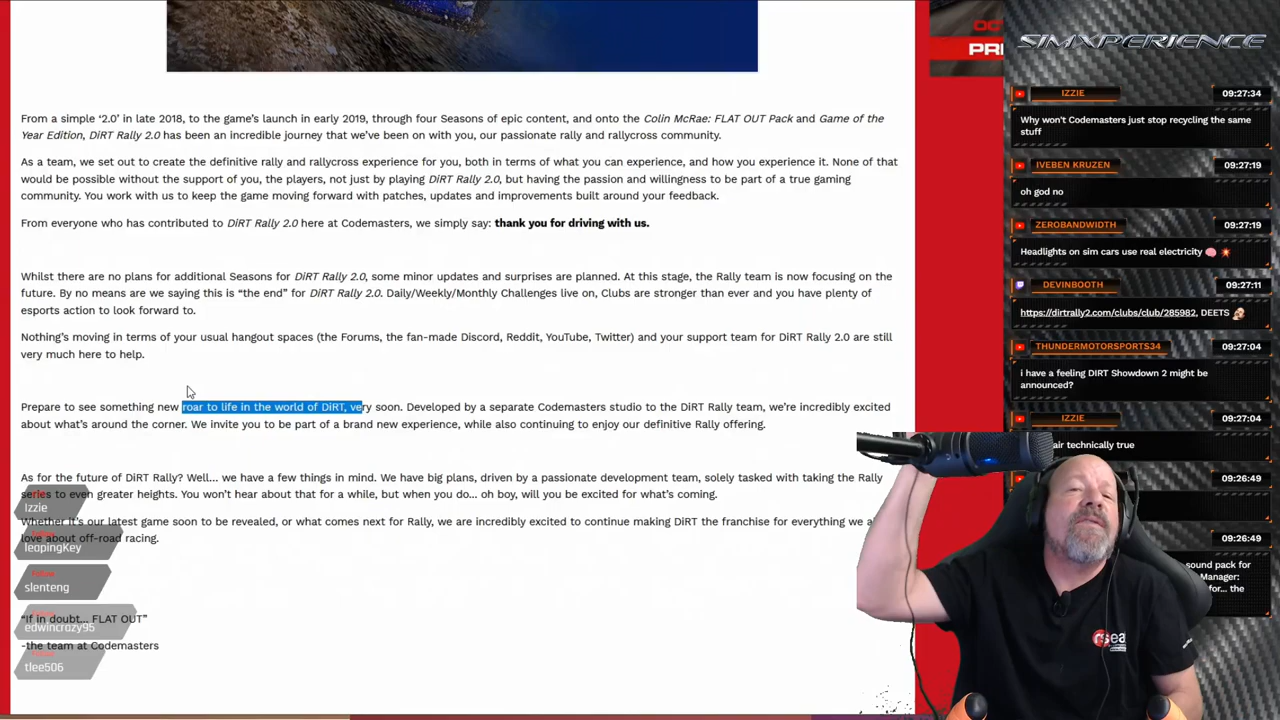 From a simple ‘2.0’ in late 2018, to the game’s launch in early 2019, through four Seasons of epic content, and onto the Colin McRae: FLAT OUT Pack and Game of the
Year Edition, DiRT Rally 2.0 has been an incredible journey that we’ve been on with you, our passionate rally and rallycross community.
As a team, we set out to create the definitive rally and rallycross experience for you, both in terms of what you can experience, and how you experience it. None of that
would be possible without the support of you, the players, not just by playing DiRT Rally 2.0, but having the passion and willingness to be part of a true gaming
community. You work with us to keep the game moving forward with patches, updates and improvements built around your feedback.
From everyone who has contributed to DiRT Rally 2.0 here at Codemasters, we simply say: thank you for driving with us.
Whilst there are no plans for additional Seasons for DiRT Rally 2.0, some minor updates and surprises are planned. At this stage, the Rally team is now focusing on the
future. By no means are we saying this is “the end” for DiRT Rally 2.0. Daily/Weekly/Monthly Challenges live on, Clubs are stronger than ever and you have plenty of
esports action to look forward to.
Nothing’s moving in terms of your usual hangout spaces (the Forums, the fan-made Discord, Reddit, YouTube, Twitter) and your support team for DiRT Rally 2.0 are still
very much here to help.
Prepare to see something new roar to life in the world of DiRT, very soon. Developed by a separate Codemasters studio to the DiRT Rally team, we’re incredibly excited
about what’s around the corner. We invite you to be part of a brand new experience, while also continuing to enjoy our definitive Rally offering.
As for the future of DiRT Rally? Well... we have a few things in mind. We have big plans, driven by a passionate development team, solely tasked with taking the Rally
series to even greater heights. You won’t hear about that for a while, but when you do... oh boy, will you be excited for what’s coming.
Whether it’s our latest game soon to be revealed, or what comes next for Rally, we are incredibly excited to continue making DiRT the franchise for everything we
love about off-road racing.
“If in doubt... FLAT OUT”
-the team at Codemasters
Follow
Izzie
Follow
leapingKey
Follow
slenteng
Follow
edwincrazy95
Follow
tlee506
SIMXPERIENCE
IZZIE 09:27:34
Why won't Codemasters just stop recycling the same
stuff
IVEBEN KRUZEN 09:27:19
oh god no
ZEROBANDWIDTH 09:27:19
Headlights on sim cars use real electricity
DEVINBOOTH 09:27:11
https://dirtrally2.com/clubs/club/285982, DEETS
THUNDERMOTORSPORTS34 09:27:04
i have a feeling DIRT Showdown 2 might be
announced?
IZZIE 09:27:04
technically true
09:26:49
09:26:49
sound pack for
Manager:
for... the
rsea